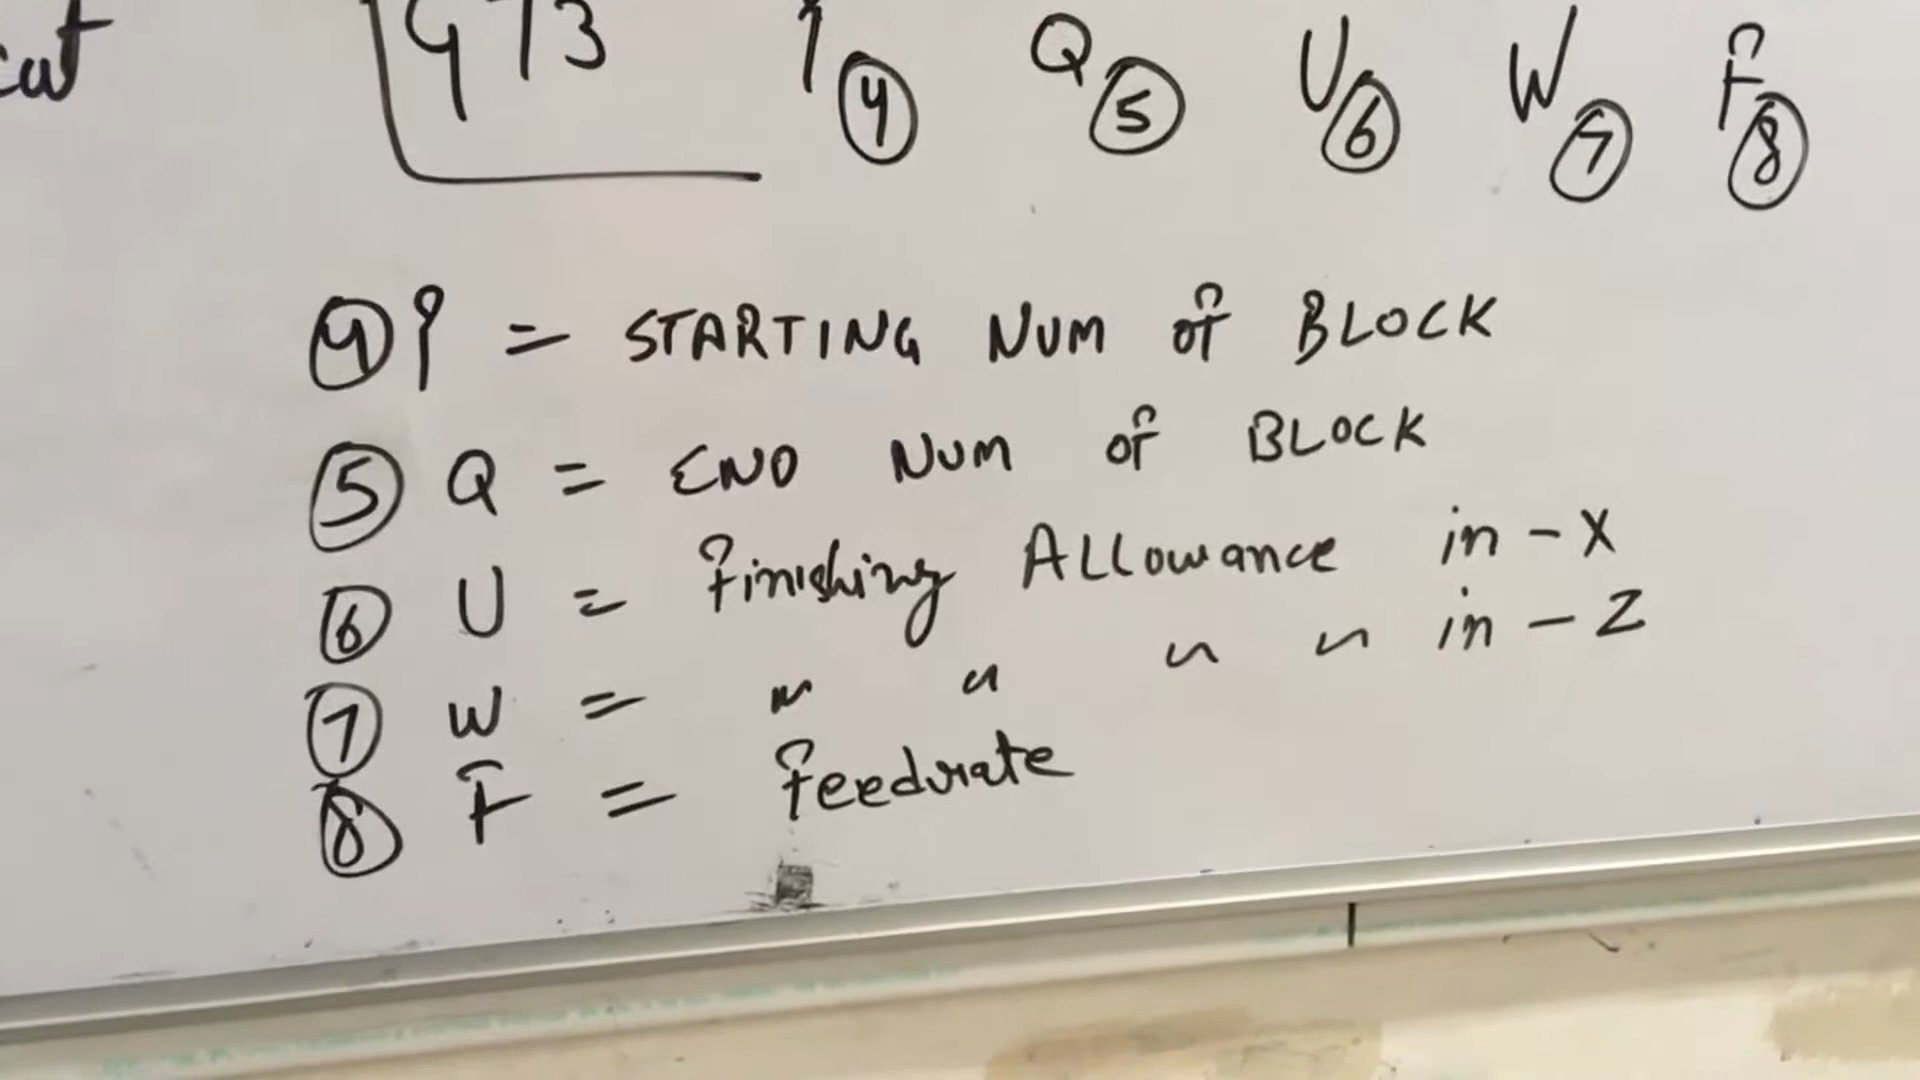 cut G73 P ④ Q ⑤ U ⑥ W ⑦ F ⑧
④ P = STARTING NUM OF BLOCK
⑤ Q = END NUM OF BLOCK
⑥ U = Finishing ALLowance in - X
⑦ W = " " " " in - Z
⑧ F = Feedrate